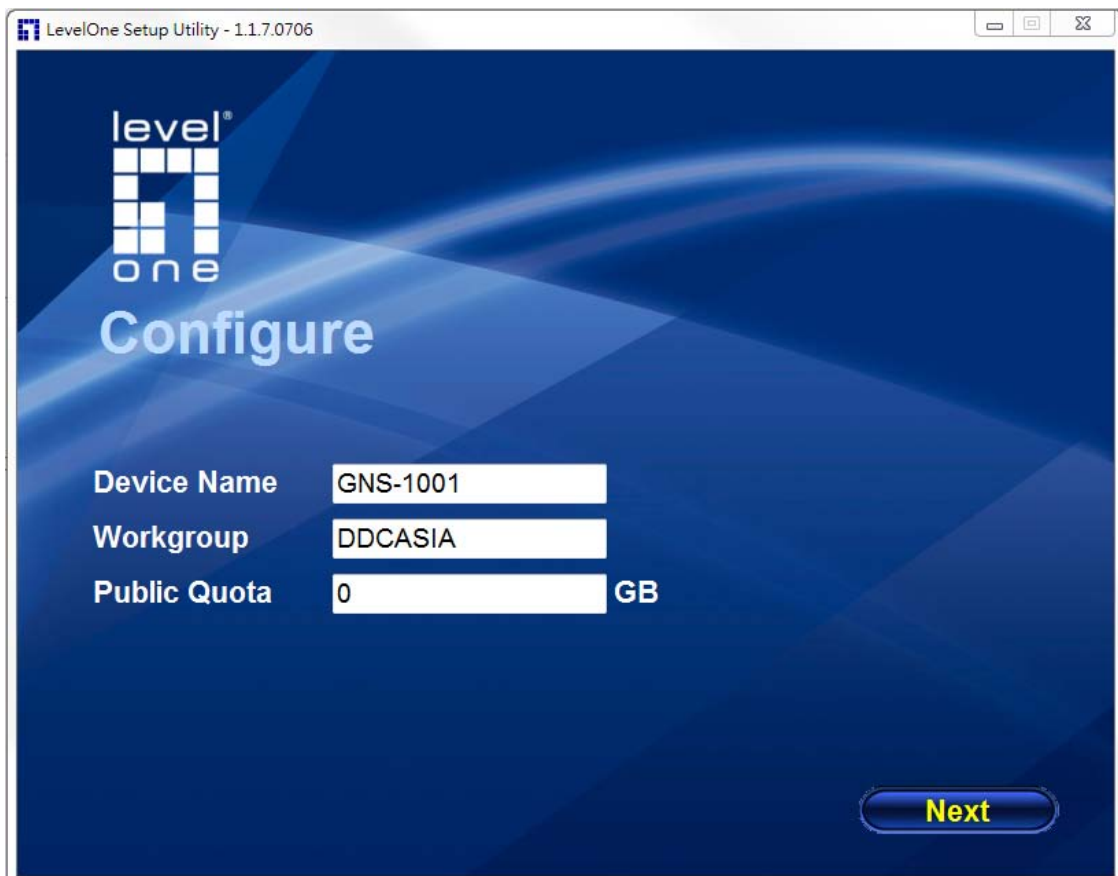 LevelOne Setup Utility - 1.1.7.0706
level®
one
Configure
Device Name GNS-1001
Workgroup DDCASIA
Public Quota 0 GB
Next